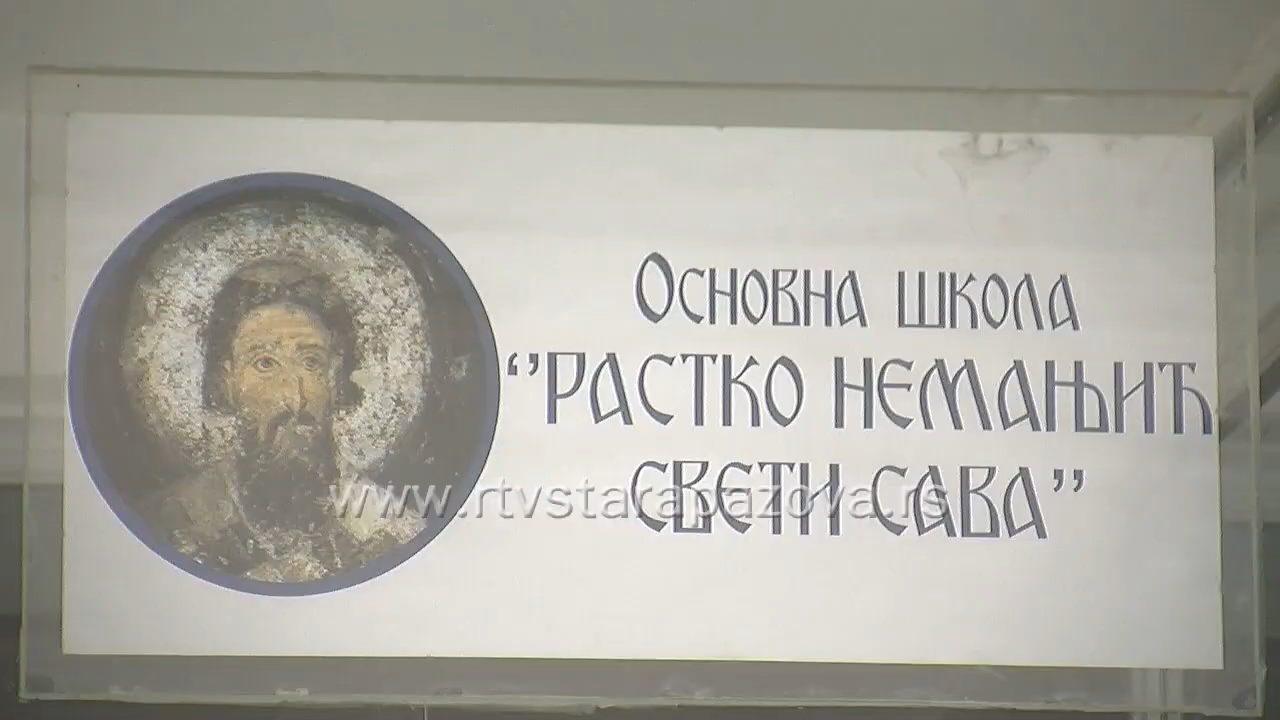 Основна школа
‘’РАСТКО НЕМАЊИЋ
СВЕТИ САВА’’
www.rtvstarapazova.rs